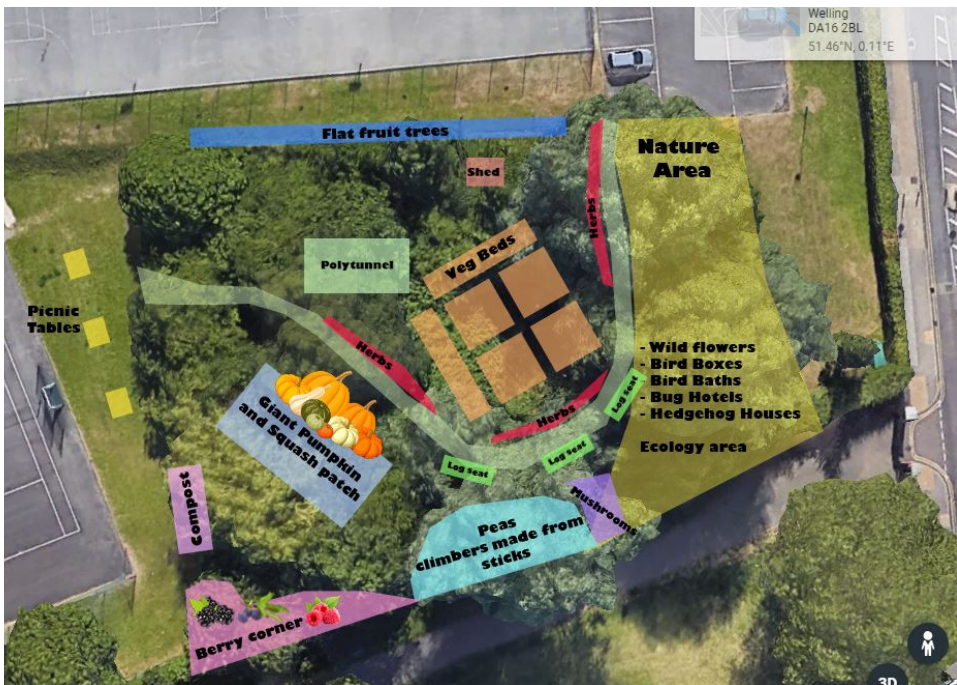 Welling
DA16 2BL
51.46°N, 0.11°E
Flat fruit trees
Nature
Area
Shed
Herbs
Veg Beds
Polytunnel
Picnic
Tables
Herbs
- Wild flowers
- Bird Boxes
- Bird Baths
- Bug Hotels
- Hedgehog Houses
Ecology area
Giant Pumpkin
and Squash patch
Herbs
Log seat
Log seat
Log seat
Compost
Mushrooms
Peas
climbers made from
sticks
Berry corner
3D